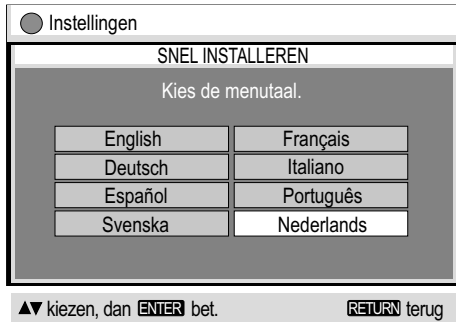 Instellingen
SNEL INSTALLEREN
Kies de menutaal.
English Français
Deutsch Italiano
Español Português
Svenska Nederlands
▲▼ kiezen, dan ENTER bet. RETURN terug